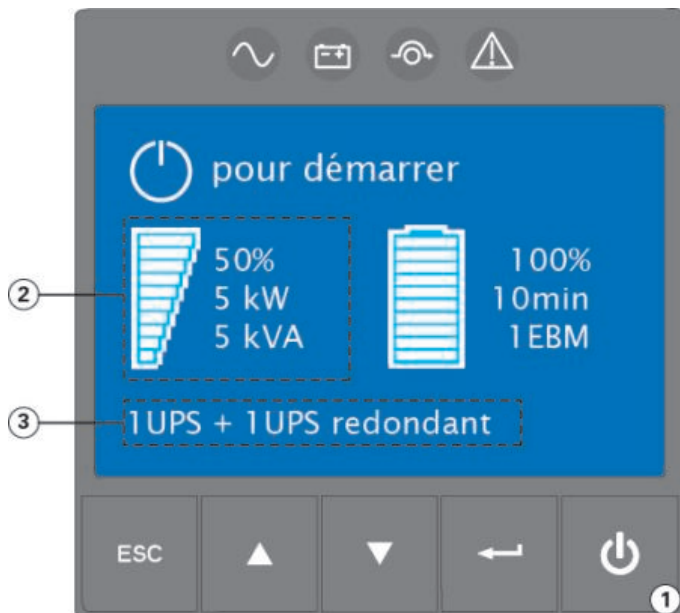 pour démarrer
50%
5 kW
5 kVA
100%
10min
1EBM
1UPS + 1UPS redondant
2
3
ESC
1